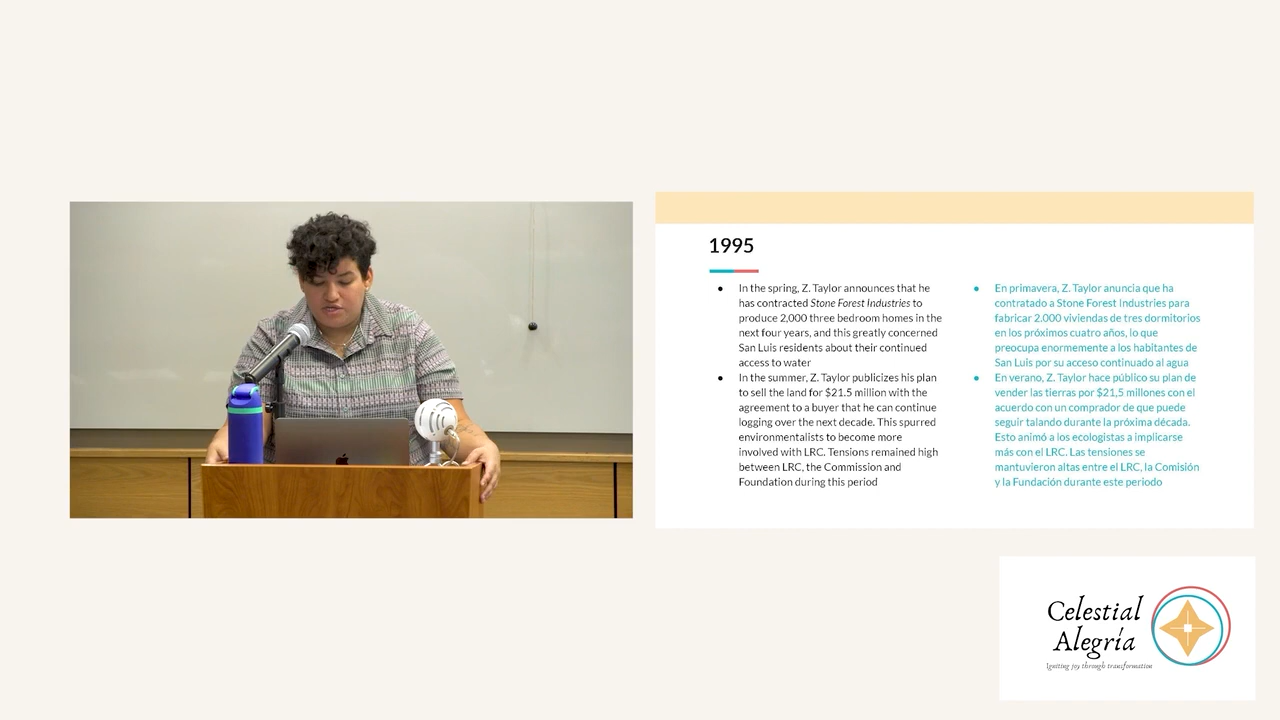 1995
● In the spring, Z. Taylor announces that he
has contracted Stone Forest Industries to
produce 2,000 three bedroom homes in the
next four years, and this greatly concerned
San Luis residents about their continued
access to water
● In the summer, Z. Taylor publicizes his plan
to sell the land for $21.5 million with the
agreement to a buyer that he can continue
logging over the next decade. This spurred
environmentalists to become more
involved with LRC. Tensions remained high
between LRC, the Commission and
Foundation during this period
● En primavera, Z. Taylor anuncia que ha
contratado a Stone Forest Industries para
fabricar 2.000 viviendas de tres dormitorios
en los próximos cuatro años, lo que
preocupa enormemente a los habitantes de
San Luis por su acceso continuado al agua
● En verano, Z. Taylor hace público su plan de
vender las tierras por $21,5 millones con el
acuerdo con un comprador de que puede
seguir talando durante la próxima década.
Esto animó a los ecologistas a implicarse
más con el LRC. Las tensiones se
mantuvieron altas entre el LRC, la Comisión
y la Fundación durante este periodo
Celestial
Alegría
Igniting joy through transformation